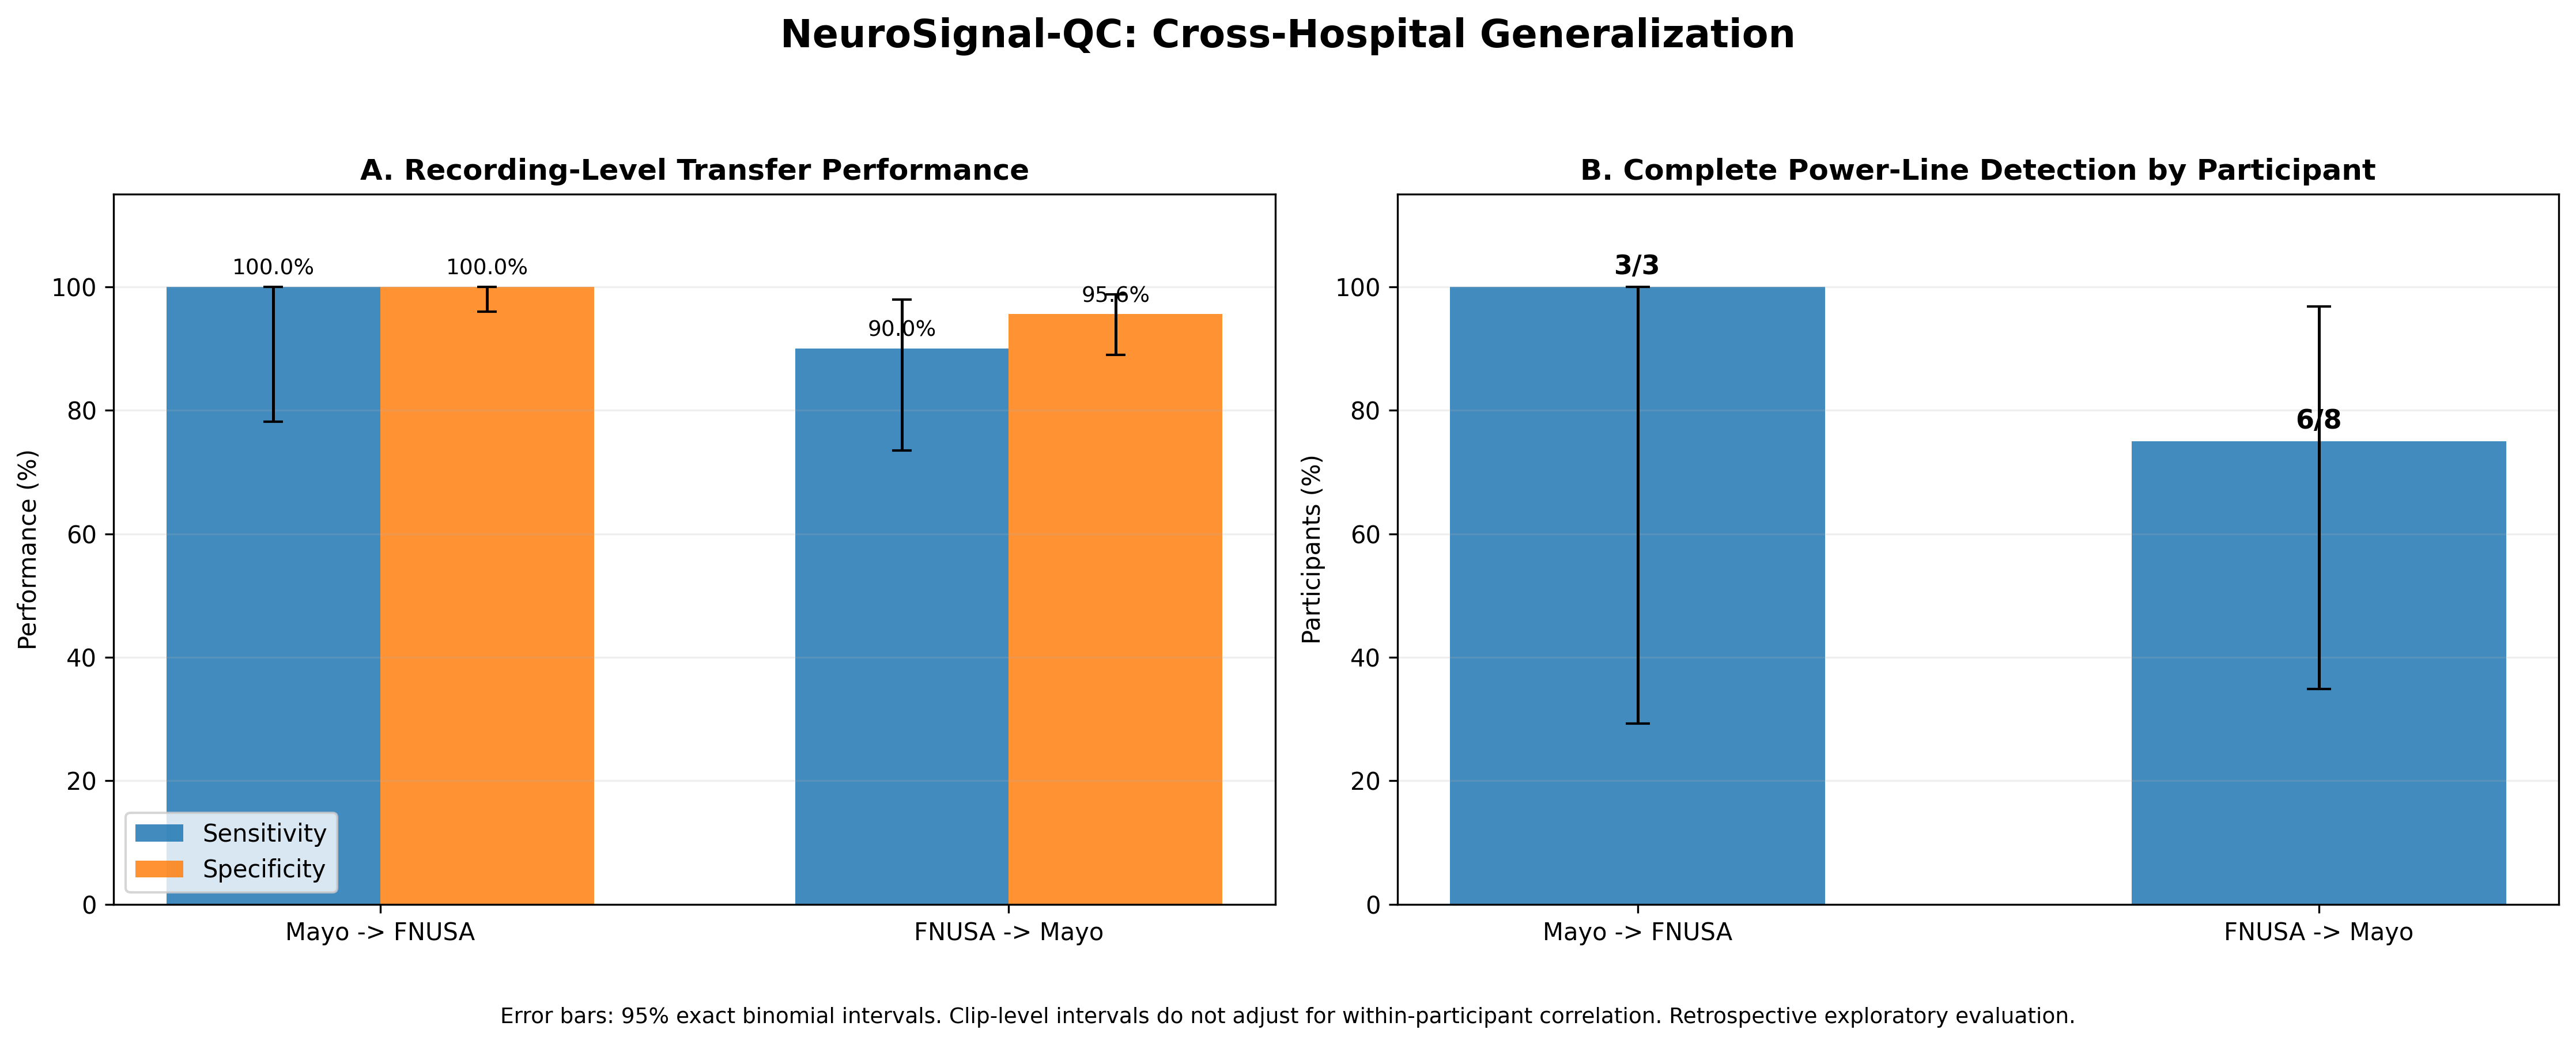 NeuroSignal-QC: Cross-Hospital Generalization
A. Recording-Level Transfer Performance
Performance (%)
100
80
60
40
20
0
100.0%
100.0%
90.0%
95.6%
Sensitivity
Specificity
Mayo -> FNUSA
FNUSA -> Mayo
B. Complete Power-Line Detection by Participant
Participants (%)
100
80
60
40
20
0
3/3
6/8
Mayo -> FNUSA
FNUSA -> Mayo
Error bars: 95% exact binomial intervals. Clip-level intervals do not adjust for within-participant correlation. Retrospective exploratory evaluation.